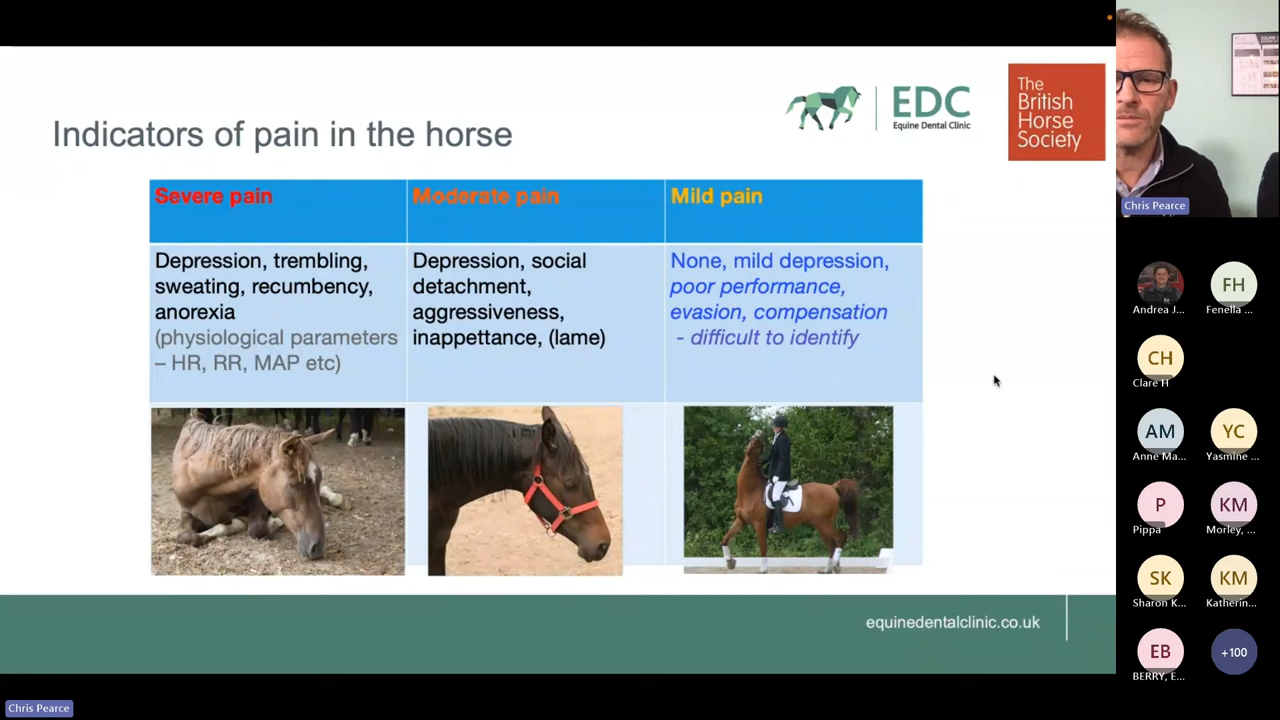 Indicators of pain in the horse
EDC
Equine Dental Clinic
The
British
Horse
Society
Severe pain
Moderate pain
Mild pain
Depression, trembling,
sweating, recumbency,
anorexia
(physiological parameters
– HR, RR, MAP etc)
Depression, social
detachment,
aggressiveness,
inappettance, (lame)
None, mild depression,
poor performance,
evasion, compensation
- difficult to identify
equinedentalclinic.co.uk
Chris Pearce
Andrea J...
FH
Fenella ...
CH
Clare H
AM
Anne Ma...
YC
Yasmine ...
P
Pippa
KM
Morley, ...
SK
Sharon K...
KM
Katherin...
EB
BERRY, E...
+100
Chris Pearce